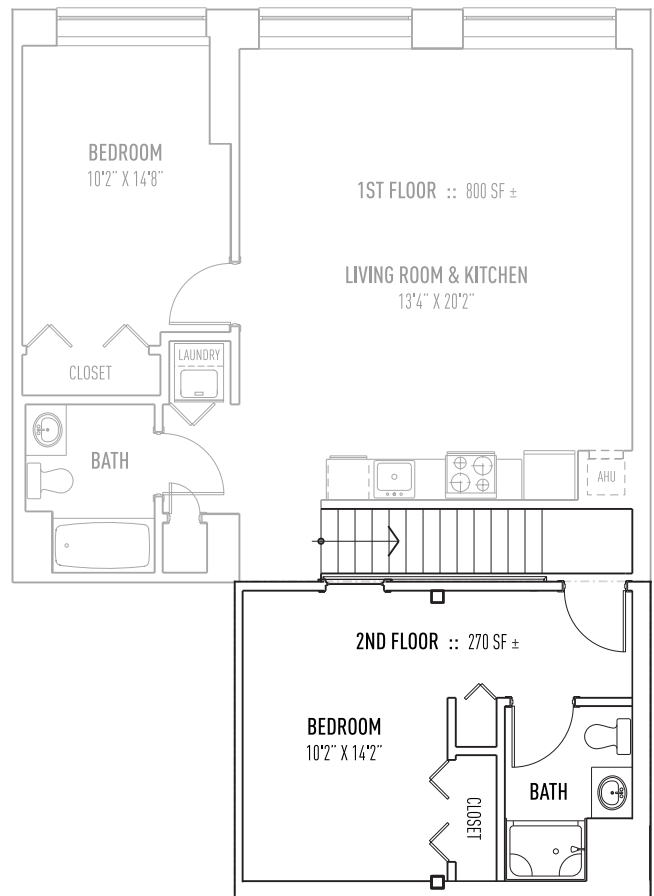 BEDROOM
10'2" X 14'8"
1ST FLOOR :: 800 SF ±
LIVING ROOM & KITCHEN
13'4" X 20'2"
LAUNDRY
CLOSET
BATH
AHU
2ND FLOOR :: 270 SF ±
BEDROOM
10'2" X 14'2"
BATH
CLOSET